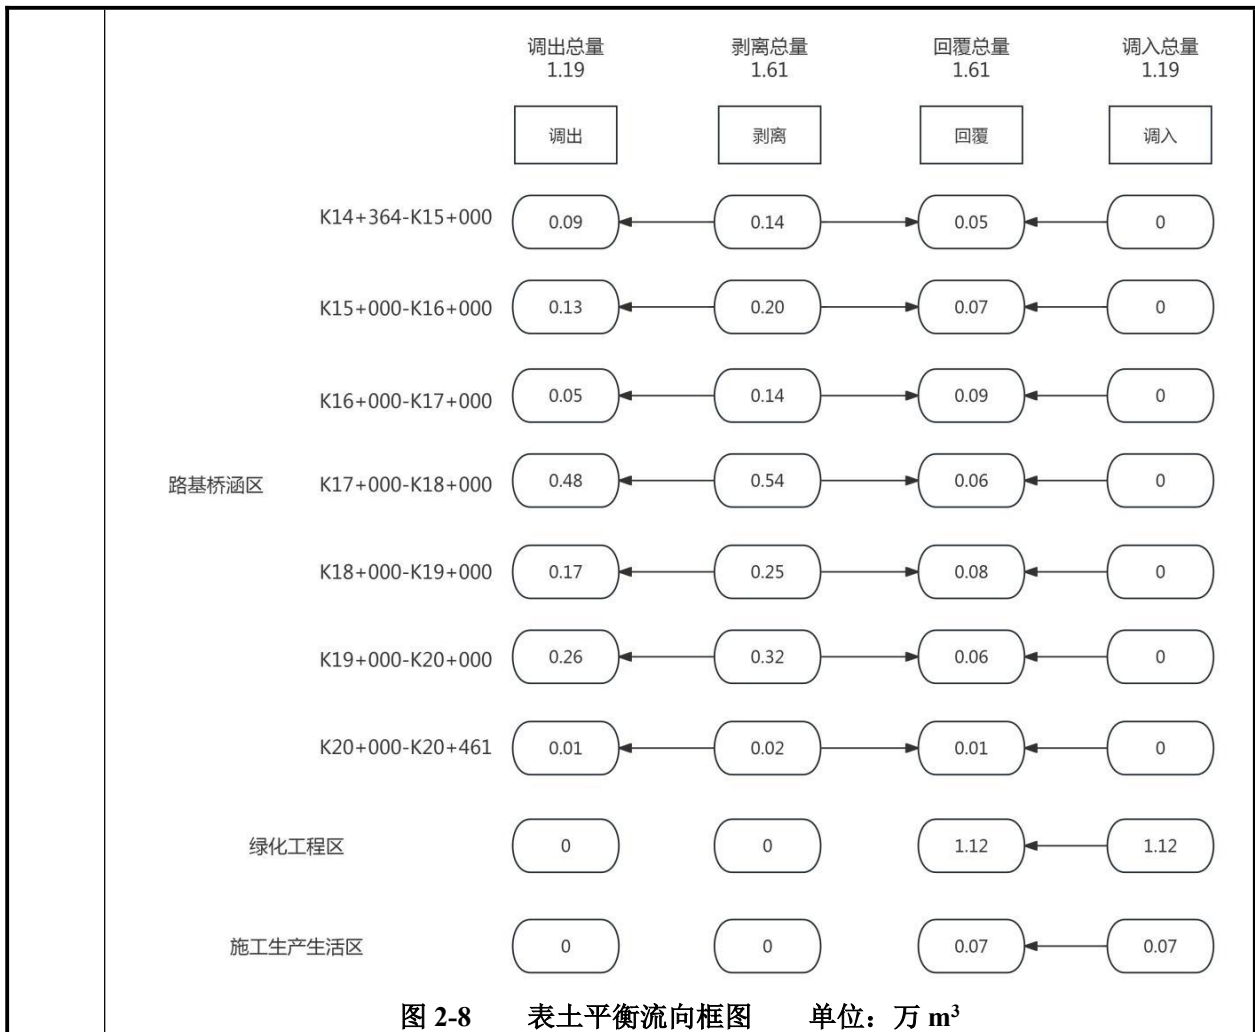 调出总量 剥离总量 回覆总量 调入总量
1.19 1.61 1.61 1.19
调出 剥离 回覆 调入
K14+364-K15+000 0.09 0.14 0.05 0
K15+000-K16+000 0.13 0.20 0.07 0
K16+000-K17+000 0.05 0.14 0.09 0
路基桥涵区 K17+000-K18+000 0.48 0.54 0.06 0
K18+000-K19+000 0.17 0.25 0.08 0
K19+000-K20+000 0.26 0.32 0.06 0
K20+000-K20+461 0.01 0.02 0.01 0
绿化工程区 0 0 1.12 1.12
施工生产生活区 0 0 0.07 0.07
图 2-8 表土平衡流向框图 单位：万 m³